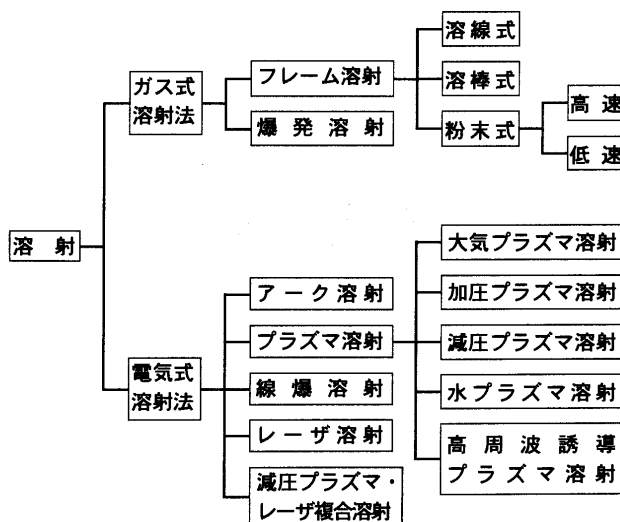 溶射
ガス式
溶射法
フレーム溶射
溶線式
溶棒式
粉末式
高速
低速
爆発溶射
電気式
溶射法
アーク溶射
プラズマ溶射
大気プラズマ溶射
加圧プラズマ溶射
減圧プラズマ溶射
水プラズマ溶射
高周波誘導
プラズマ溶射
線爆溶射
レーザ溶射
減圧プラズマ・
レーザ複合溶射